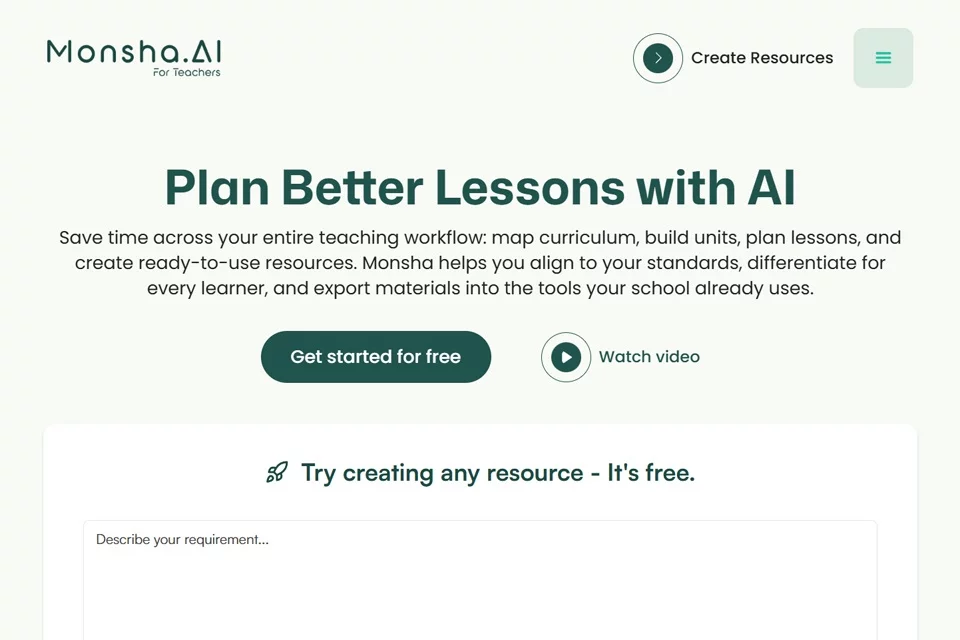 Monsha.AI
For Teachers
Create Resources
Plan Better Lessons with AI
Save time across your entire teaching workflow: map curriculum, build units, plan lessons, and
create ready-to-use resources. Monsha helps you align to your standards, differentiate for
every learner, and export materials into the tools your school already uses.
Get started for free
Watch video
Try creating any resource - It's free.
Describe your requirement...